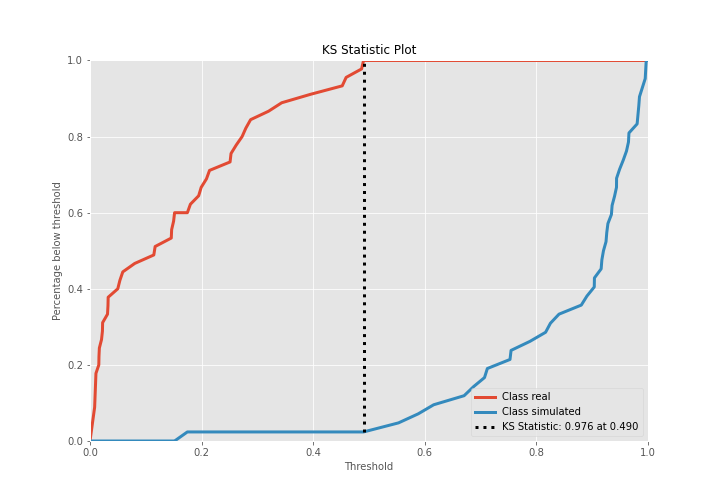 KS Statistic Plot
1.0
0.8
0.6
0.4
0.2
0.0
Percentage below threshold
Class real
Class simulated
KS Statistic: 0.976 at 0.490
0.0 0.2 0.4 0.6 0.8 1.0
Threshold